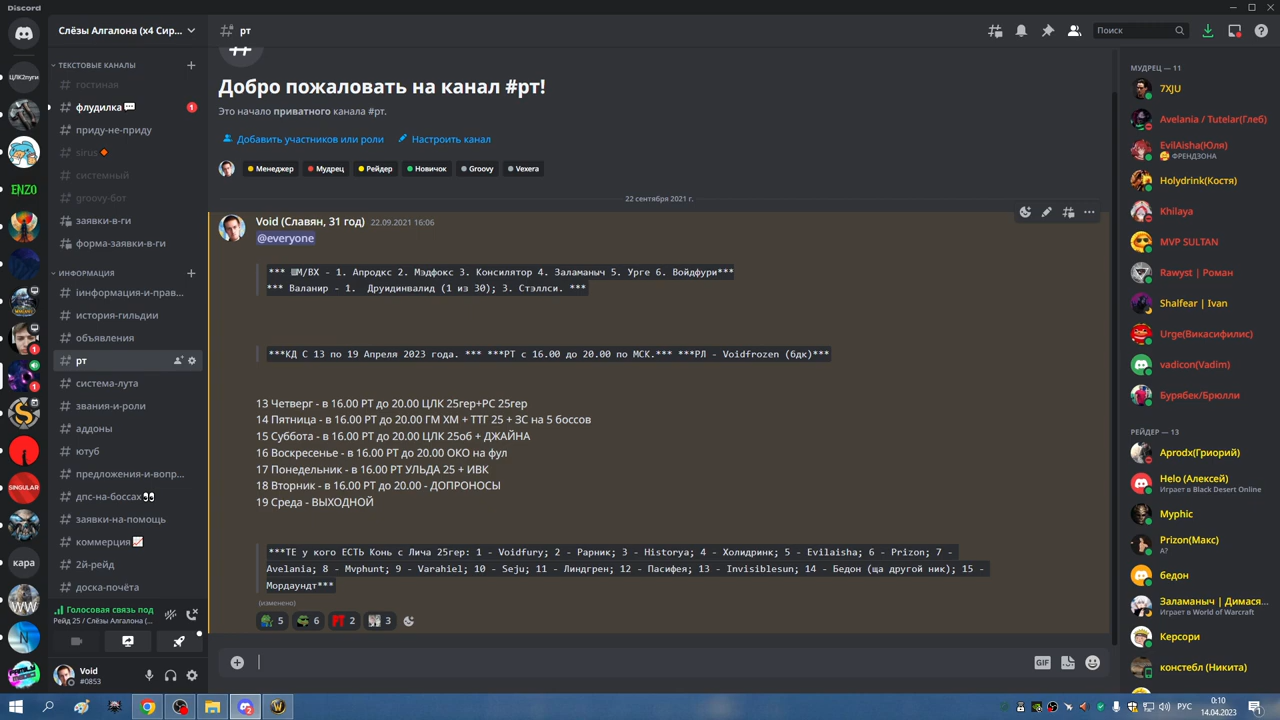 Discord
Слёзы Алгалона (x4 Сир...
рт
Поиск
ТЕКСТОВЫЕ КАНАЛЫ
гостиная
флудилка
1
приду-не-приду
sirus
системный
groovy-бот
заявки-в-ги
форма-заявки-в-ги
ИНФОРМАЦИЯ
информация-и-прав...
история-гильдии
объявления
рт
система-лута
звания-и-роли
аддоны
ютуб
предложения-и-вопр...
дпс-на-боссах
заявки-на-помощь
коммерция
2й-рейд
доска-почёта
Голосовая связь под
Рейд 25 / Слёзы Алгалона (...
Void
#0853
ЦЛК2пуги
ENZO
1
1
SINGULAR
кара
WW
N
Добро пожаловать на канал #рт!
Это начало приватного канала #рт.
Добавить участников или роли
Настроить канал
Менеджер
Мудрец
Рейдер
Новичок
Groovy
Vexera
22 сентября 2021 г.
Void (Славян, 31 год) 22.09.2021 16:06
@everyone
*** ШМ/ВХ - 1. Апродкс 2. Мэдфокс 3. Консилятор 4. Заламаныч 5. Урге 6. Войдфури***
*** Валанир - 1. Друидинвалид (1 из 30); 3. Стэллси. ***
***КД С 13 по 19 Апреля 2023 года. *** ***РТ с 16.00 до 20.00 по МСК.*** ***РЛ - Voidfrozen (бдк)***
13 Четверг - в 16.00 РТ до 20.00 ЦЛК 25гер+РС 25гер
14 Пятница - в 16.00 РТ до 20.00 ГМ ХМ + ТТГ 25 + ЗС на 5 боссов
15 Суббота - в 16.00 РТ до 20.00 ЦЛК 25об + ДЖАЙНА
16 Воскресенье - в 16.00 РТ до 20.00 ОКО на фул
17 Понедельник - в 16.00 РТ УЛЬДА 25 + ИВК
18 Вторник - в 16.00 РТ до 20.00 - ДОПРОНОСЫ
19 Среда - ВЫХОДНОЙ
***ТЕ у кого ЕСТЬ Конь с Лича 25гер: 1 - Voidfury; 2 - Рарник; 3 - Historya; 4 - Холидринк; 5 - Evilaisha; 6 - Prizon; 7 -
Avelania; 8 - Mvphunt; 9 - Varahiel; 10 - Seju; 11 - Линдгрен; 12 - Пасифея; 13 - Invisiblesun; 14 - Бедон (ща другой ник); 15 -
Мордаундт***
(изменено)
5
6
2
3
GIF
МУДРЕЦ — 11
7XJU
Avelania / Tutelar(Глеб)
EvilAisha(Юля)
ФРЕНДЗОНА
Holydrink(Костя)
Khilaya
MVP SULTAN
Rawyst | Роман
Shalfear | Ivan
Urge(Викасифилис)
vadicon(Vadim)
Бурябек/Брюлли
РЕЙДЕР — 13
Aprodx(Гриорий)
Helo (Алексей)
Играет в Black Desert Online
Myphic
Prizon(Макс)
А?
бедон
Заламаныч | Димася...
Играет в World of Warcraft
Керсори
констебл (Никита)
РУС
0:10
14.04.2023
1